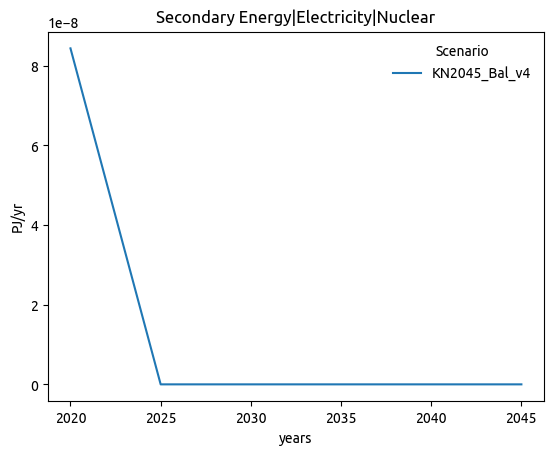 Secondary Energy|Electricity|Nuclear
1e−8
Scenario
KN2045_Bal_v4
8
6
4
2
0
PJ/yr
2020 2025 2030 2035 2040 2045
years